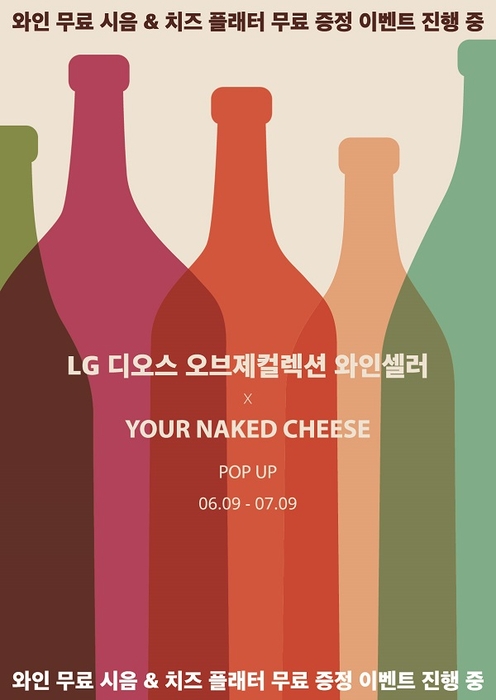 와인 무료 시음 & 치즈 플래터 무료 증정 이벤트 진행 중
LG 디오스 오브제컬렉션 와인셀러
X
YOUR NAKED CHEESE
POP UP
06.09 - 07.09
와인 무료 시음 & 치즈 플래터 무료 증정 이벤트 진행 중